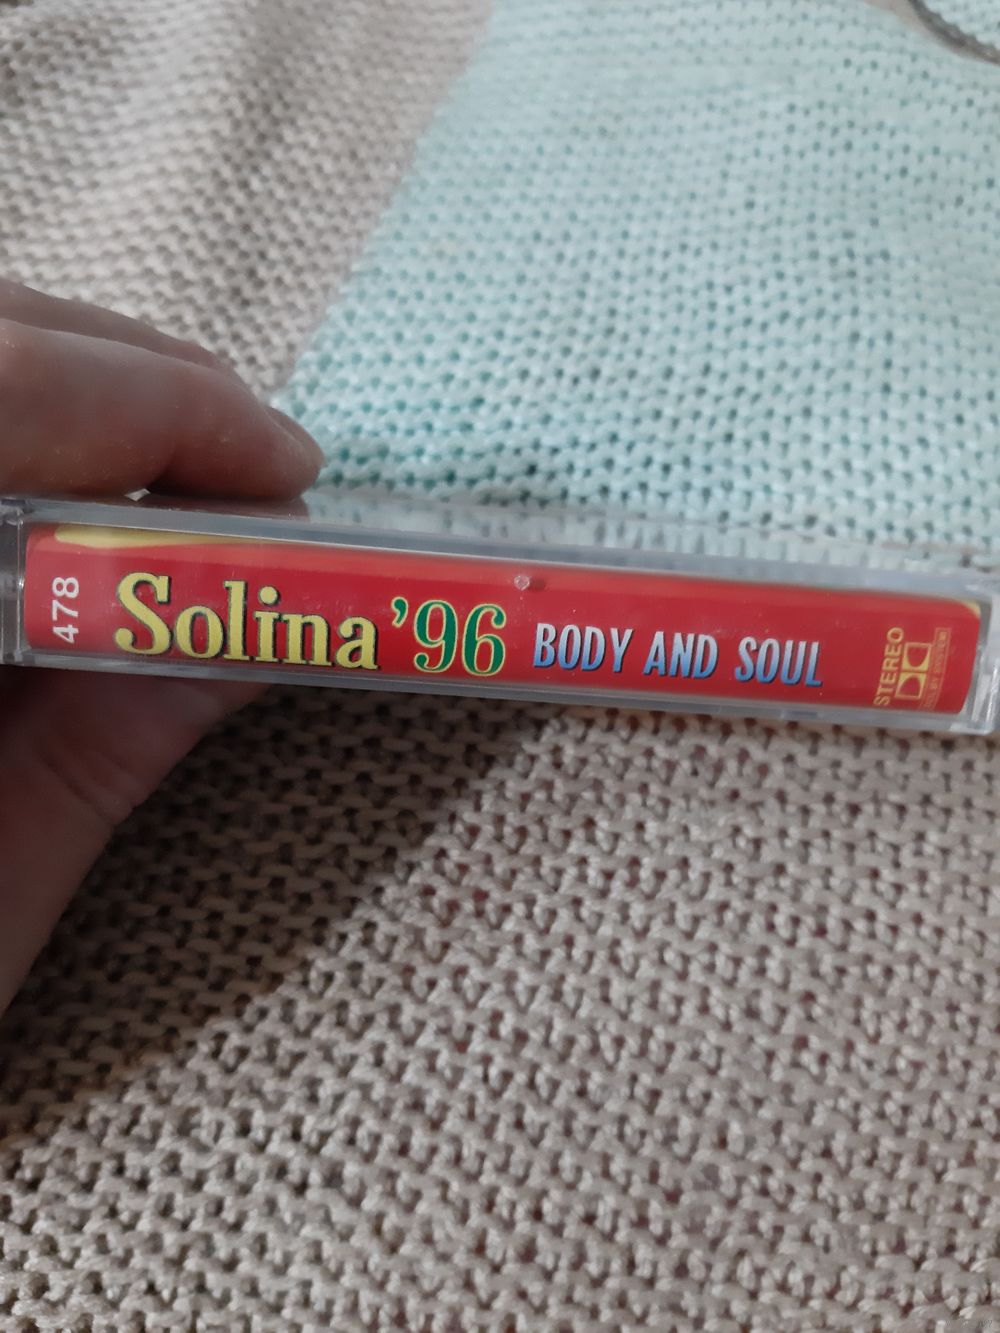 478
Solina '96 BODY AND SOUL
STEREO